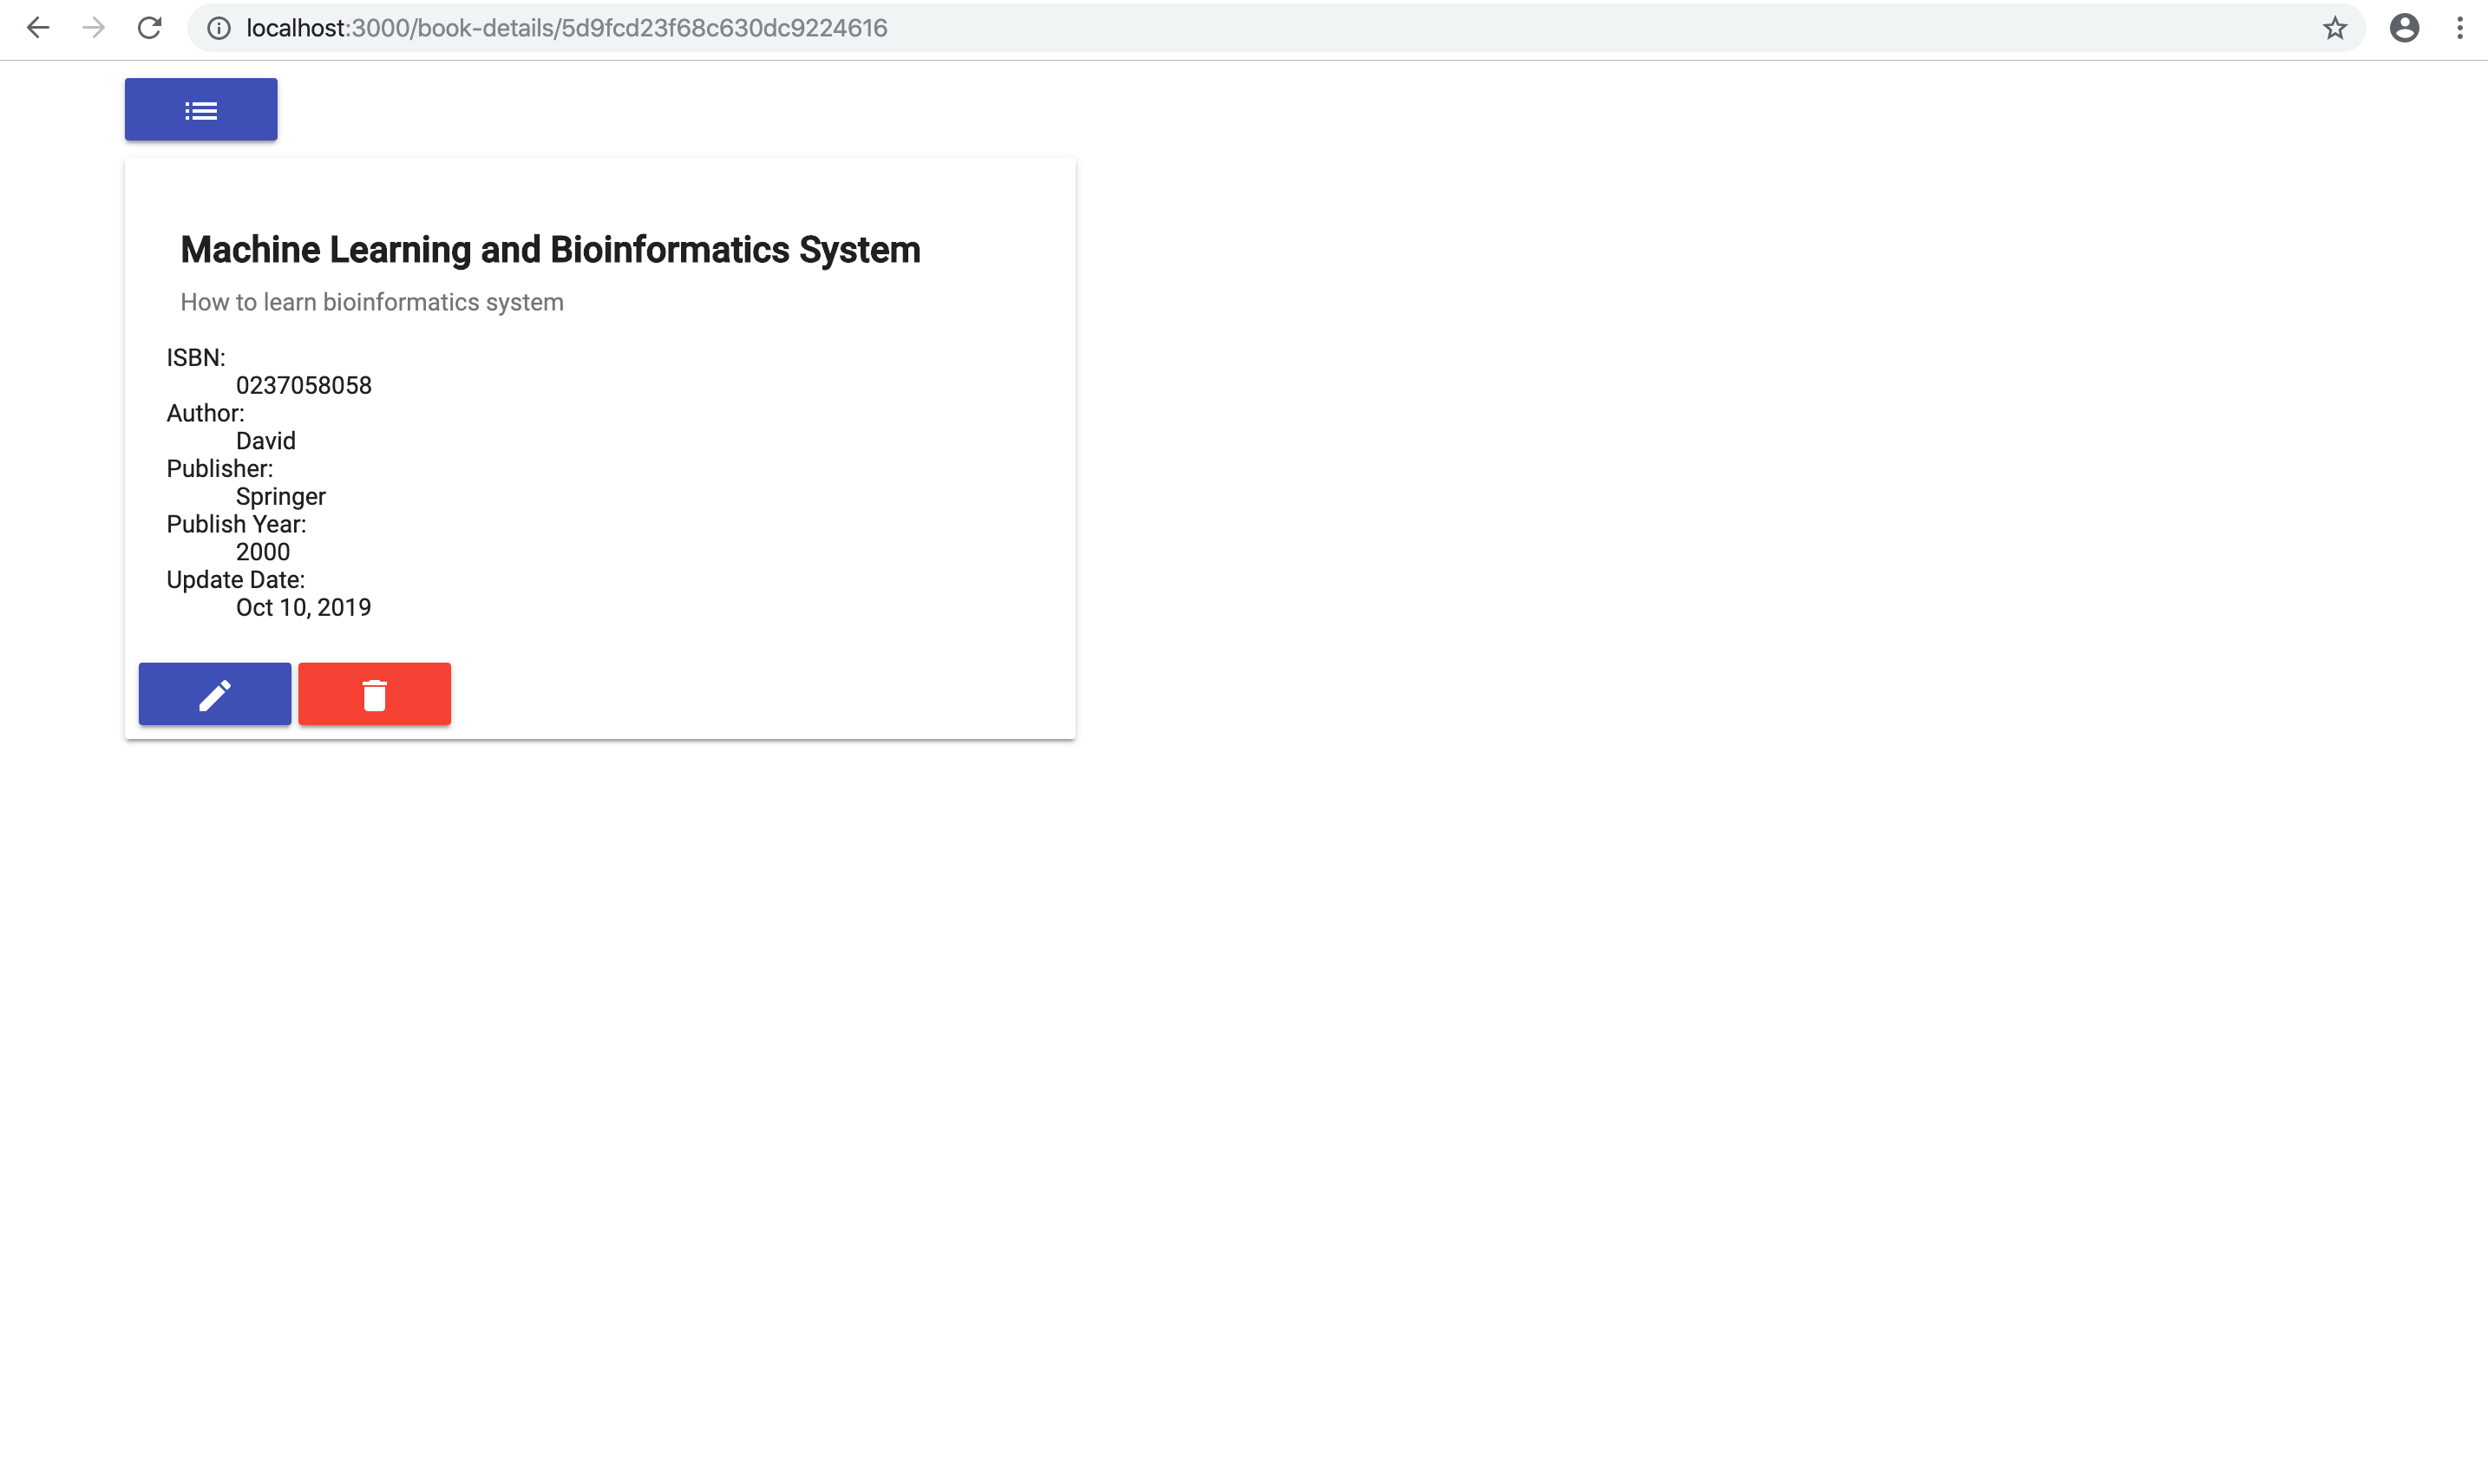 localhost:3000/book-details/5d9fcd23f68c630dc9224616
Machine Learning and Bioinformatics System
How to learn bioinformatics system
ISBN:
0237058058
Author:
David
Publisher:
Springer
Publish Year:
2000
Update Date:
Oct 10, 2019